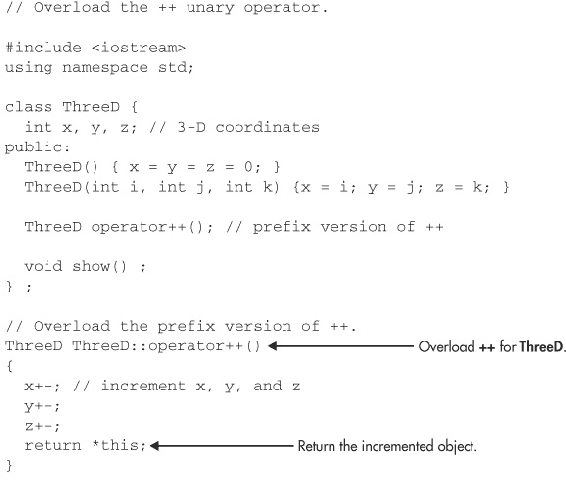 // Overload the ++ unary operator.
#include <iostream>
using namespace std;
class ThreeD {
int x, y, z; // 3-D coordinates
public:
ThreeD() { x = y = z = 0; }
ThreeD(int i, int j, int k) {x = i; y = j; z = k; }
ThreeD operator++(); // prefix version of ++
void show() ;
} ;
// Overload the prefix version of ++.
ThreeD ThreeD::operator++() Overload ++ for ThreeD.
{
x++; // increment x, y, and z
y++;
z++;
return *this; Return the incremented object.
}